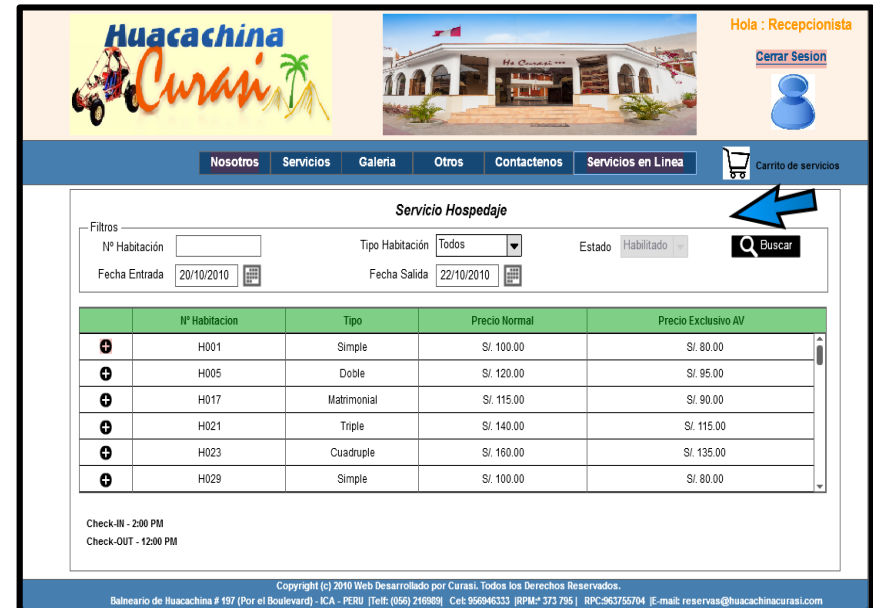 Huacachina
Curasi
Hola : Recepcionista
Cerrar Sesion
Nosotros Servicios Galeria Otros Contactenos Servicios en Linea Carrito de servicios
Servicio Hospedaje
Filtros
Nº Habitación Tipo Habitación Todos Estado Habilitado Buscar
Fecha Entrada 20/10/2010 Fecha Salida 22/10/2010
Nº Habitacion Tipo Precio Normal Precio Exclusivo AV
H001 Simple S/. 100.00 S/. 80.00
H005 Doble S/. 120.00 S/. 95.00
H017 Matrimonial S/. 115.00 S/. 90.00
H021 Triple S/. 140.00 S/. 115.00
H023 Cuadruple S/. 160.00 S/. 135.00
H029 Simple S/. 100.00 S/. 80.00
Check-IN - 2:00 PM
Check-OUT - 12:00 PM
Copyright (c) 2010 Web Desarrollado por Curasi. Todos los Derechos Reservados.
Balneario de Huacachina # 197 (Por el Boulevard) - ICA - PERU |Telf: (056) 216989| Cel: 956946333 |RPM:* 373 795 | RPC:963755704 |E-mail: reservas@huacachinacurasi.com